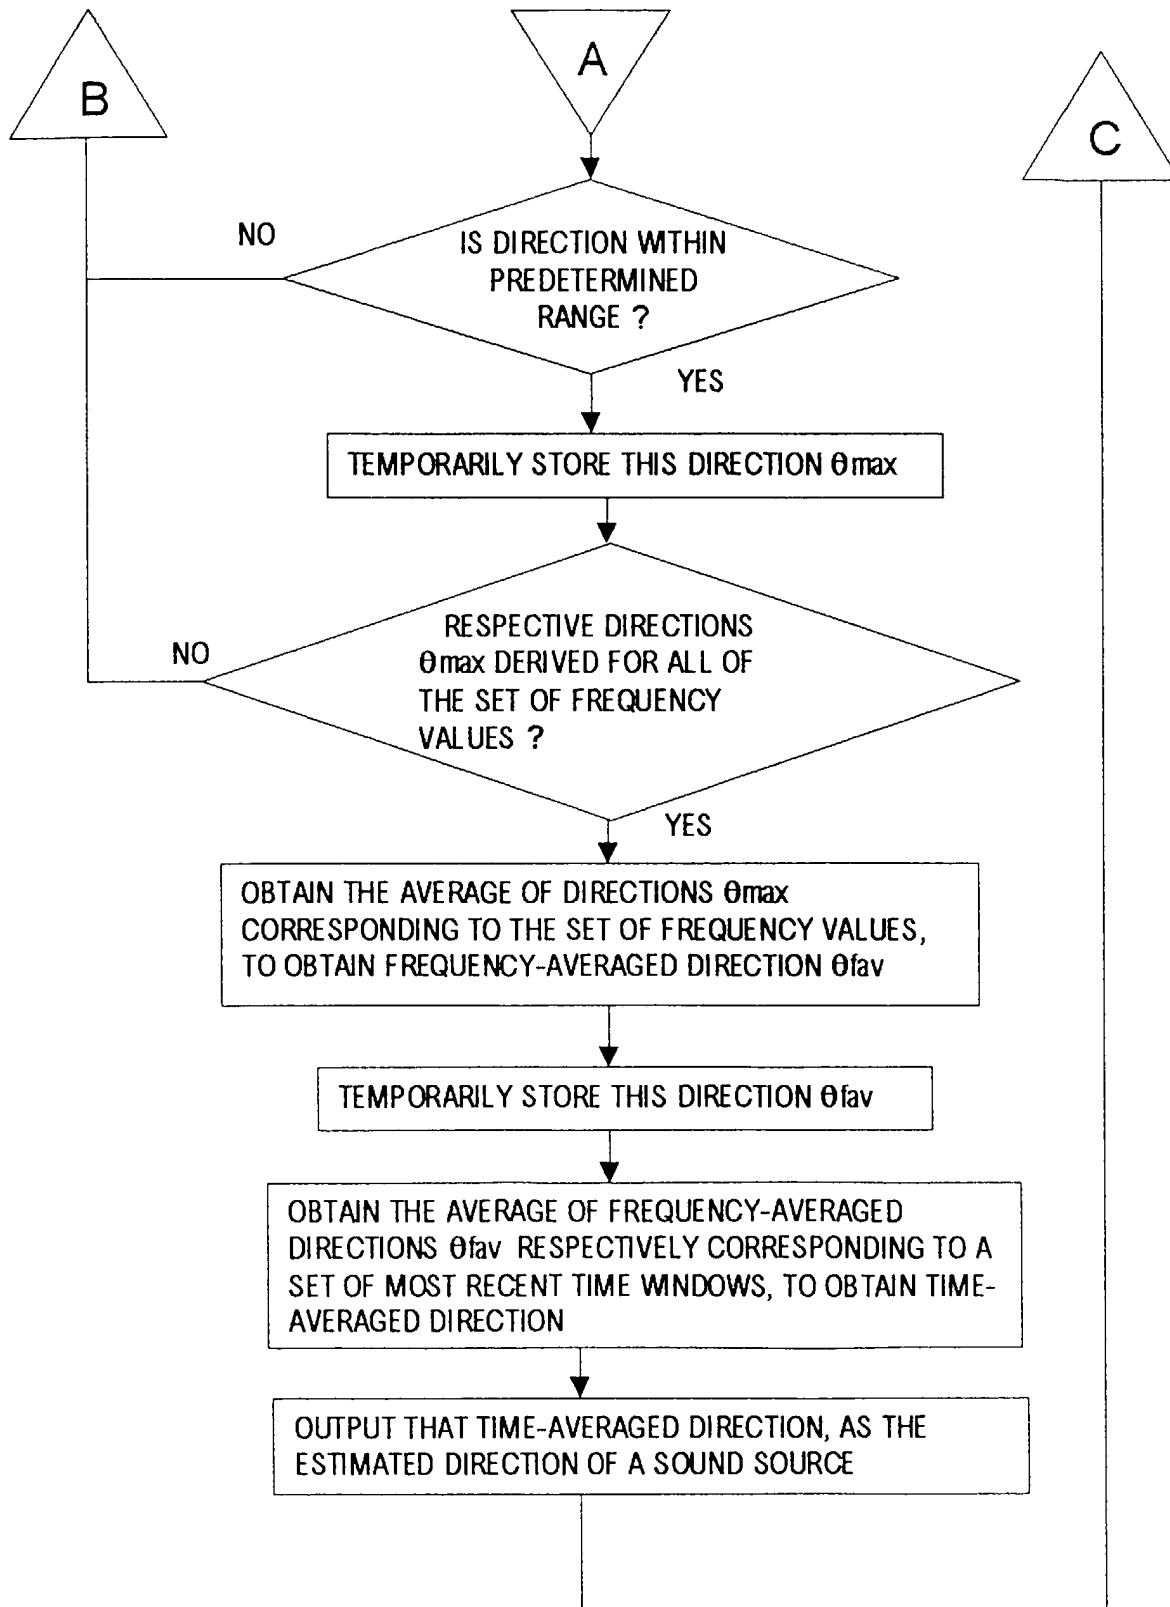 B
A
C
NO
IS DIRECTION WITHIN
PREDETERMINED
RANGE ?
YES
TEMPORARILY STORE THIS DIRECTION θmax
RESPECTIVE DIRECTIONS
θmax DERIVED FOR ALL OF
THE SET OF FREQUENCY
VALUES ?
NO
YES
OBTAIN THE AVERAGE OF DIRECTIONS θmax
CORRESPONDING TO THE SET OF FREQUENCY VALUES,
TO OBTAIN FREQUENCY-AVERAGED DIRECTION θfav
TEMPORARILY STORE THIS DIRECTION θfav
OBTAIN THE AVERAGE OF FREQUENCY-AVERAGED
DIRECTIONS θfav RESPECTIVELY CORRESPONDING TO A
SET OF MOST RECENT TIME WINDOWS, TO OBTAIN TIME-
AVERAGED DIRECTION
OUTPUT THAT TIME-AVERAGED DIRECTION, AS THE
ESTIMATED DIRECTION OF A SOUND SOURCE